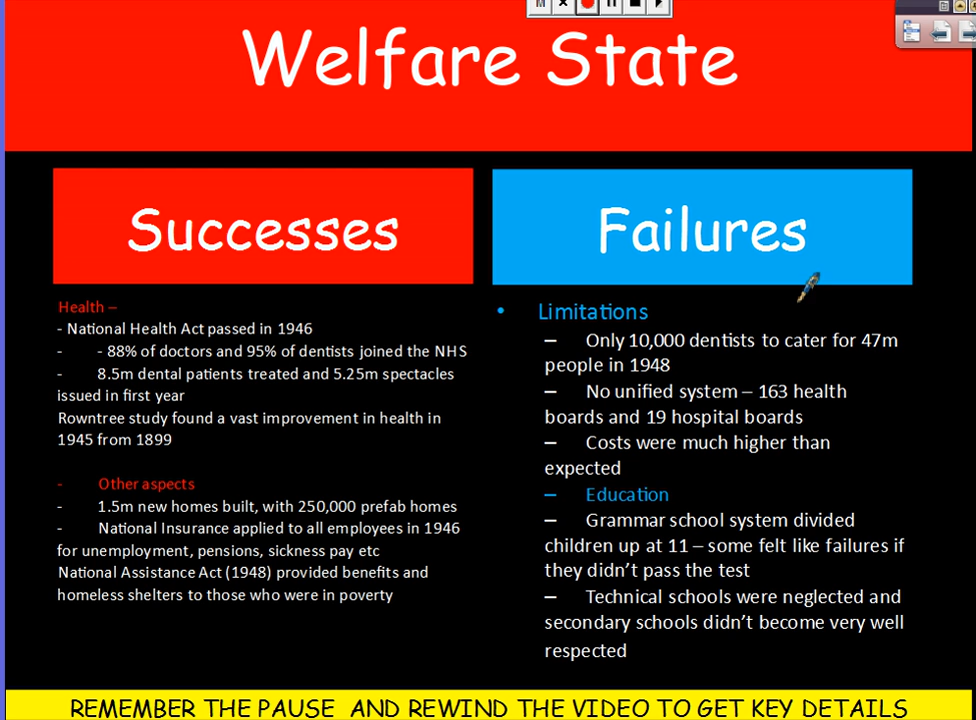 Welfare State
Successes
Health –
- National Health Act passed in 1946
- - 88% of doctors and 95% of dentists joined the NHS
- 8.5m dental patients treated and 5.25m spectacles
issued in first year
Rowntree study found a vast improvement in health in
1945 from 1899
- Other aspects
- 1.5m new homes built, with 250,000 prefab homes
- National Insurance applied to all employees in 1946
for unemployment, pensions, sickness pay etc
National Assistance Act (1948) provided benefits and
homeless shelters to those who were in poverty
Failures
• Limitations
– Only 10,000 dentists to cater for 47m
people in 1948
– No unified system – 163 health
boards and 19 hospital boards
– Costs were much higher than
expected
– Education
– Grammar school system divided
children up at 11 – some felt like failures if
they didn't pass the test
– Technical schools were neglected and
secondary schools didn't become very well
respected
REMEMBER THE PAUSE AND REWIND THE VIDEO TO GET KEY DETAILS